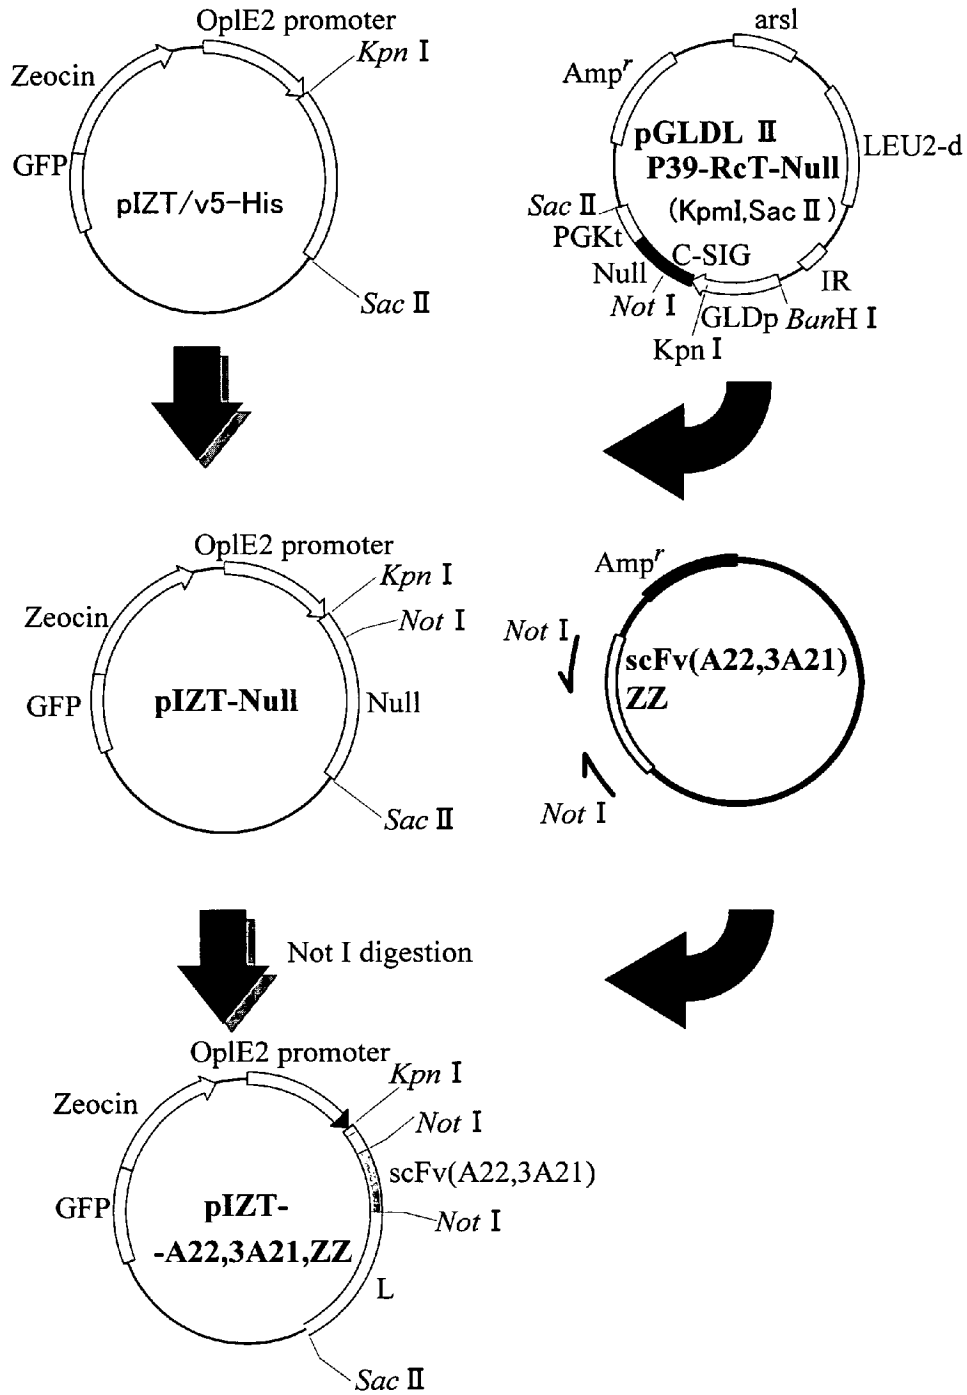 OplE2 promoter
Kpn I
Zeocin
GFP
pIZT/v5-His
Sac II
arsl
Amp^r
pGLDL II
P39-RcT-Null
(KpmI,Sac II)
LEU2-d
Sac II
PGKt
C-SIG
Null
IR
Not I
GLDp
BanH I
Kpn I
OplE2 promoter
Kpn I
Zeocin
Not I
GFP
pIZT-Null
Null
Sac II
Amp^r
Not I
scFv(A22,3A21)
ZZ
Not I
Not I digestion
OplE2 promoter
Kpn I
Zeocin
Not I
scFv(A22,3A21)
GFP
pIZT-
-A22,3A21,ZZ
Not I
L
Sac II